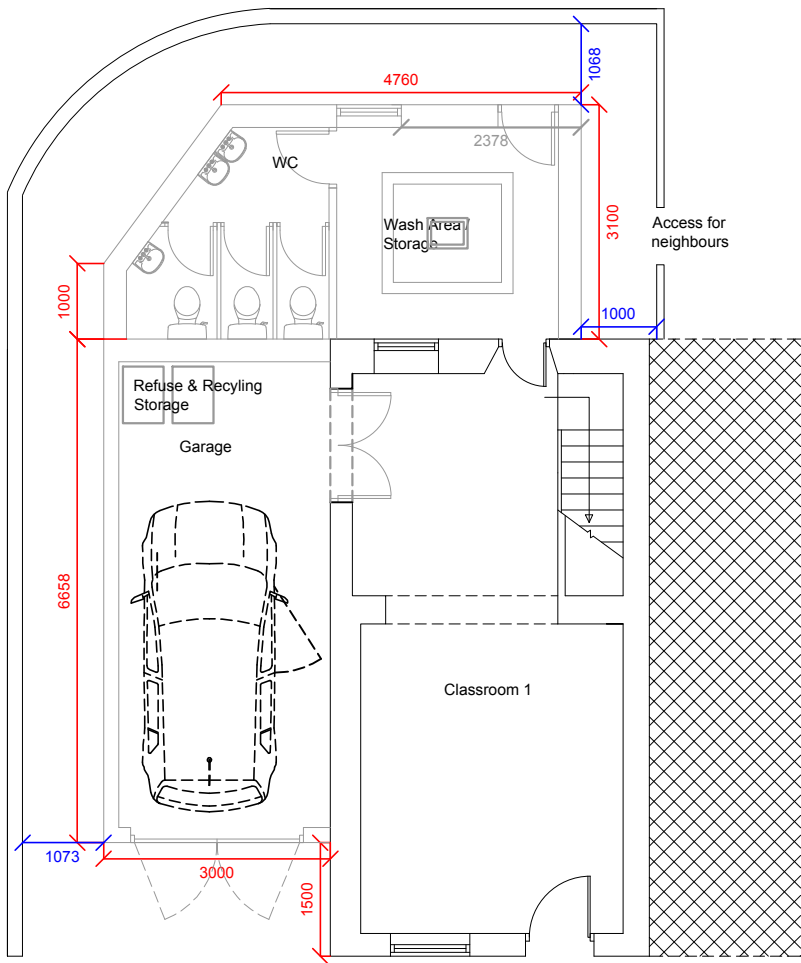 4760
1068
2378
WC
Wash Area /
Storage
3100
Access for
neighbours
1000
1000
Refuse & Recyling
Storage
Garage
6658
Classroom 1
1073
3000
1500